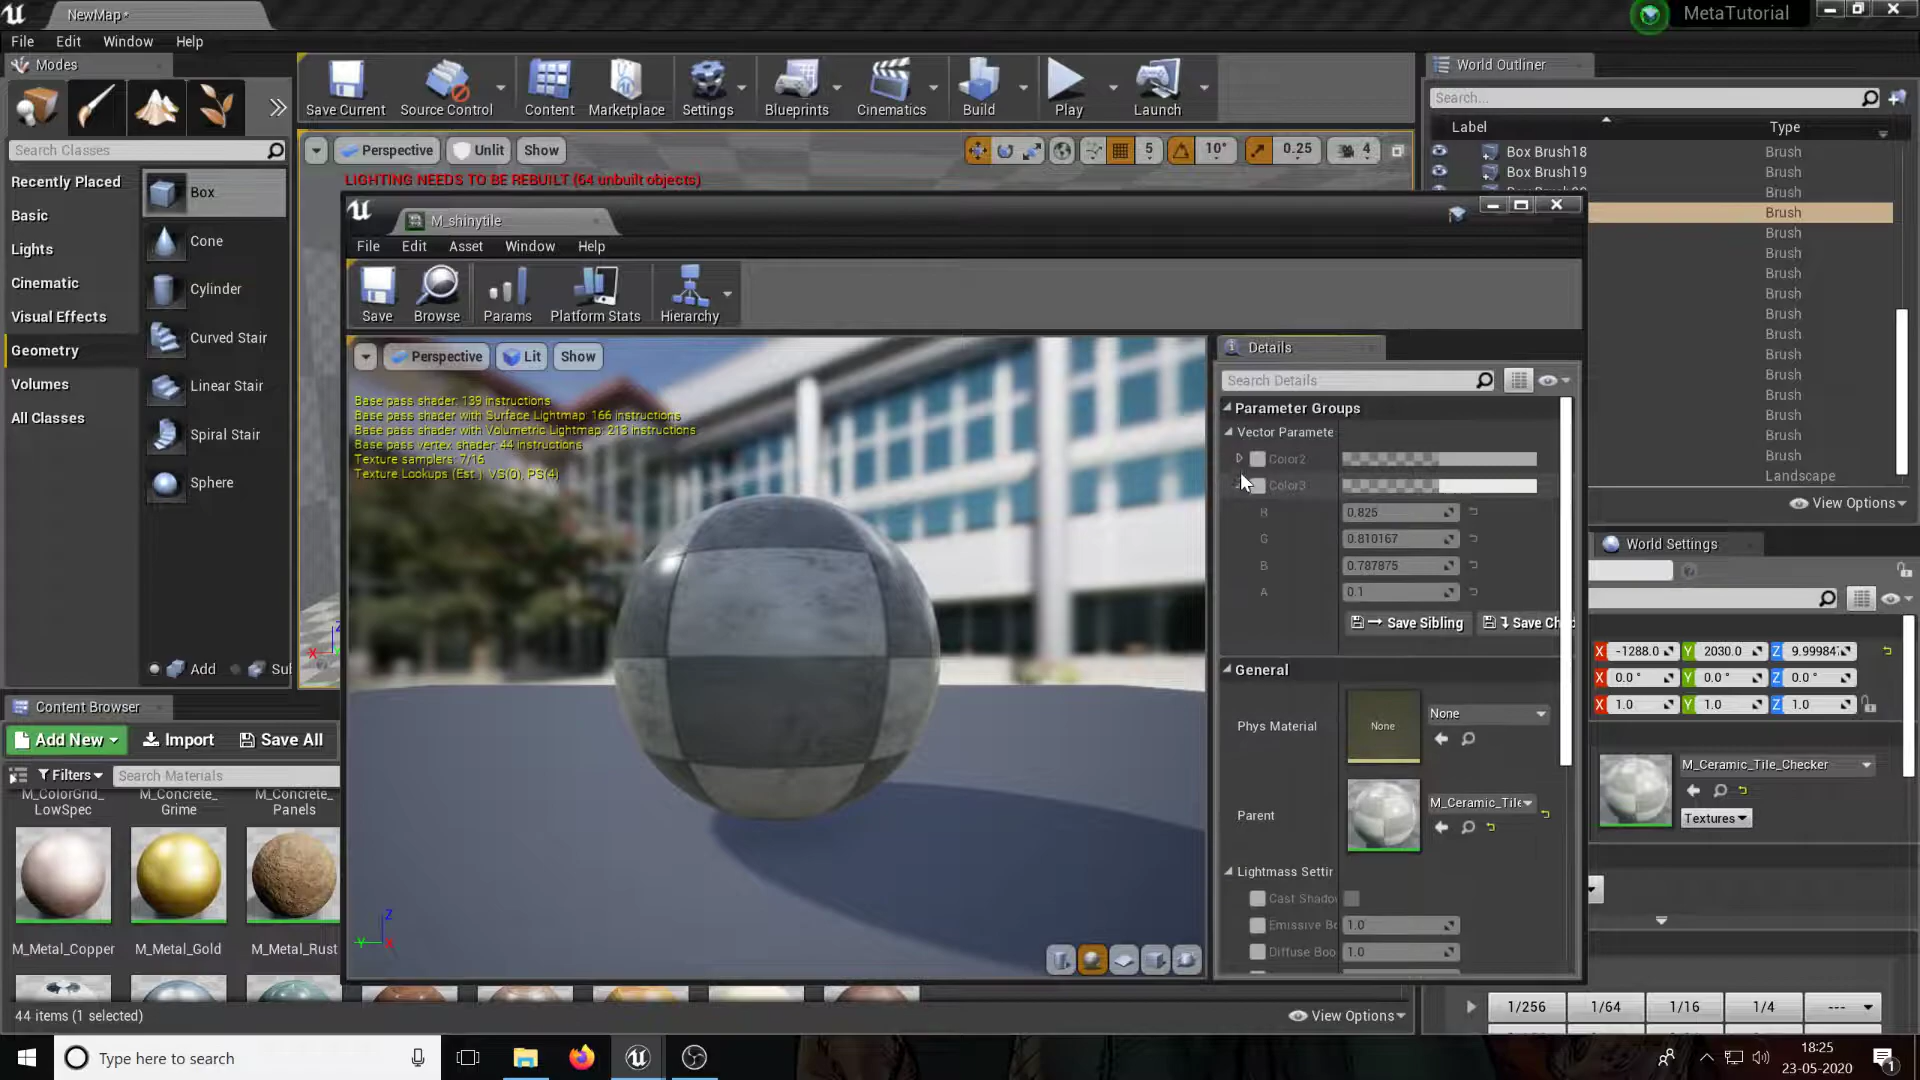 NewMap*
MetaTutorial
File Edit Window Help
Modes
Search Classes
Recently Placed
Basic
Lights
Cinematic
Visual Effects
Geometry
Volumes
All Classes
Box
Cone
Cylinder
Curved Stair
Linear Stair
Spiral Stair
Sphere
Add
Save Current
Source Control
Content
Marketplace
Settings
Blueprints
Cinematics
Build
Play
Launch
Perspective Unlit Show
5 10° 0.25 4
LIGHTING NEEDS TO BE REBUILT (64 unbuilt objects)
World Outliner
Search...
Label Type
Box Brush18 Brush
Box Brush19 Brush
Brush
Brush
Brush
Brush
Brush
Brush
Brush
Brush
Brush
Brush
Brush
Brush
Brush
Brush
Landscape
View Options
M_shinytile
File Edit Asset Window Help
Save
Browse
Params
Platform Stats
Hierarchy
Perspective Lit Show
Base pass shader: 139 instructions
Base pass shader with Surface Lightmap: 166 instructions
Base pass shader with Volumetric Lightmap: 213 instructions
Base pass vertex shader: 44 instructions
Texture samplers: 7/16
Texture Lookups (Est.): VS(0), PS(4)
Z
Y
X
Details
Search Details
Parameter Groups
Vector Paramete
Color2
Color3
R 0.825
G 0.810167
B 0.787875
A 0.1
Save Sibling
General
Phys Material None None
Parent M_Ceramic_Tile
Lightmass Settir
Cast Shadov
Emissive Bo 1.0
Diffuse Boo 1.0
World Settings
X -1288.0 Y 2030.0 Z 9.99984
X 0.0 ° Y 0.0 ° Z 0.0 °
X 1.0 Y 1.0 Z 1.0
M_Ceramic_Tile_Checker
Textures
1/256 1/64 1/16 1/4 ---
Content Browser
Add New Import Save All
Filters Search Materials
M_ColorGrid_
LowSpec
M_Concrete_
Grime
M_Concrete_
Panels
M_Metal_Copper M_Metal_Gold M_Metal_Rust
44 items (1 selected)
View Options
Type here to search
18:25
23-05-2020
1